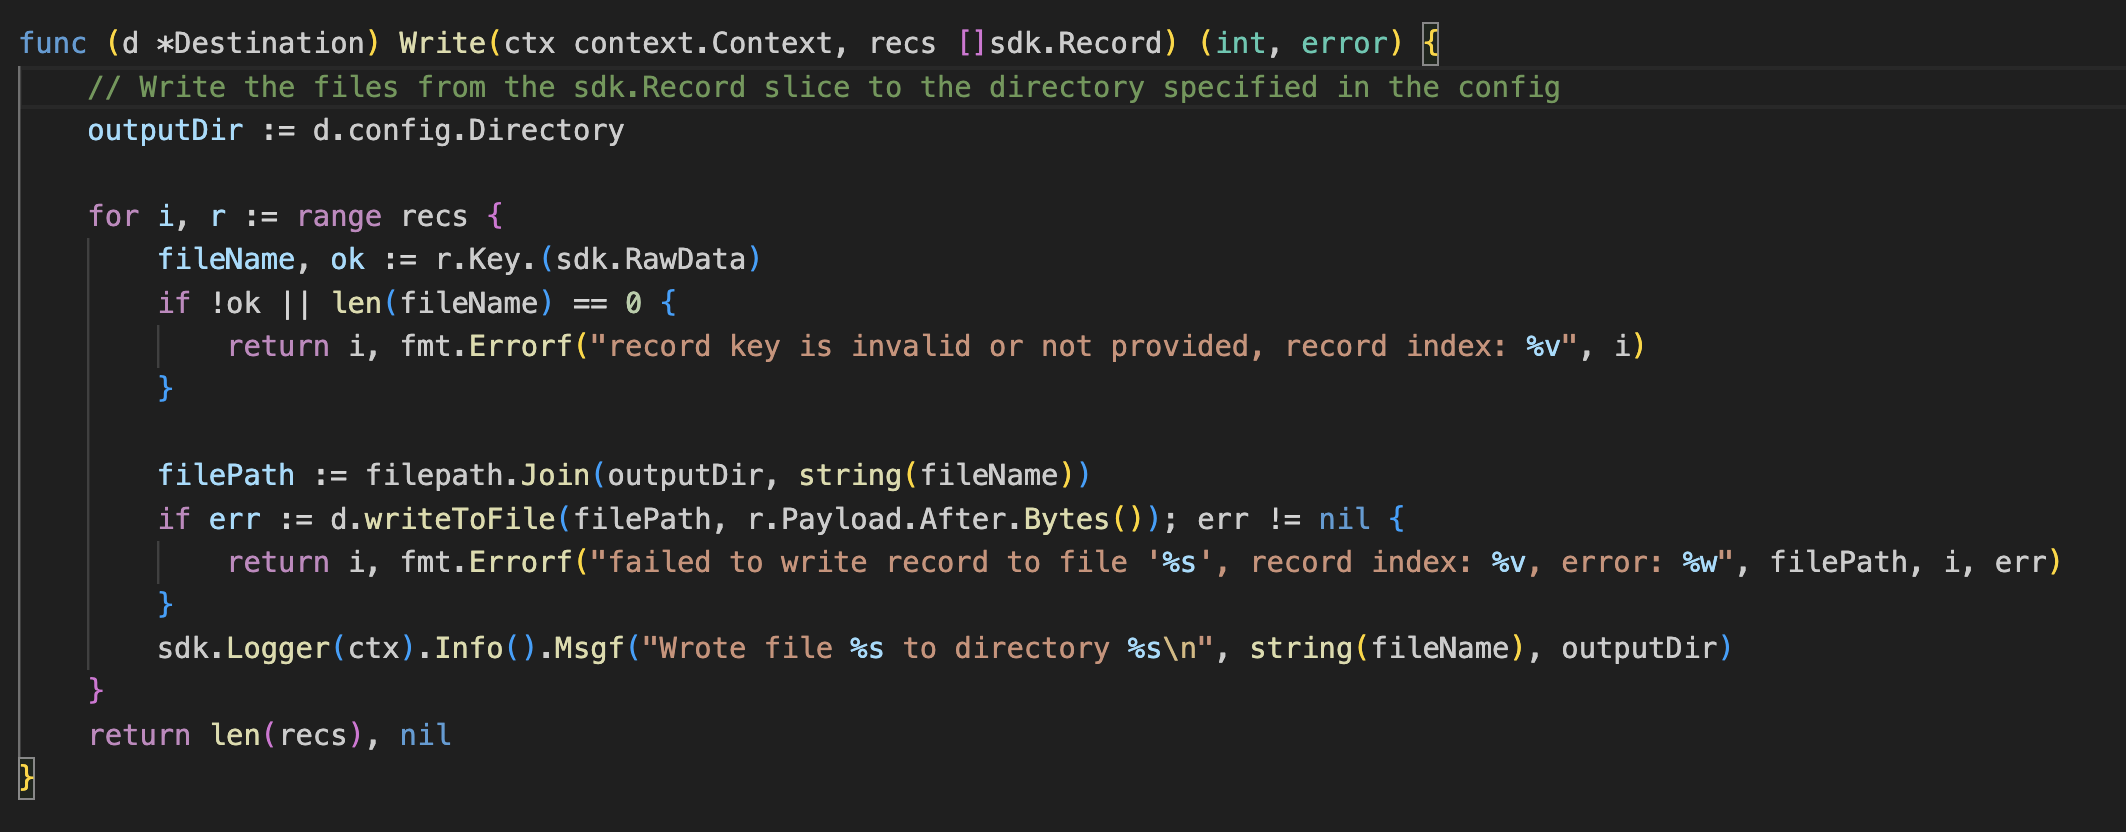 func (d *Destination) Write(ctx context.Context, recs []sdk.Record) (int, error) {
    // Write the files from the sdk.Record slice to the directory specified in the config
    outputDir := d.config.Directory

    for i, r := range recs {
        fileName, ok := r.Key.(sdk.RawData)
        if !ok || len(fileName) == 0 {
            return i, fmt.Errorf("record key is invalid or not provided, record index: %v", i)
        }

        filePath := filepath.Join(outputDir, string(fileName))
        if err := d.writeToFile(filePath, r.Payload.After.Bytes()); err != nil {
            return i, fmt.Errorf("failed to write record to file '%s', record index: %v, error: %w", filePath, i, err)
        }
        sdk.Logger(ctx).Info().Msgf("Wrote file %s to directory %s\n", string(fileName), outputDir)
    }
    return len(recs), nil
}